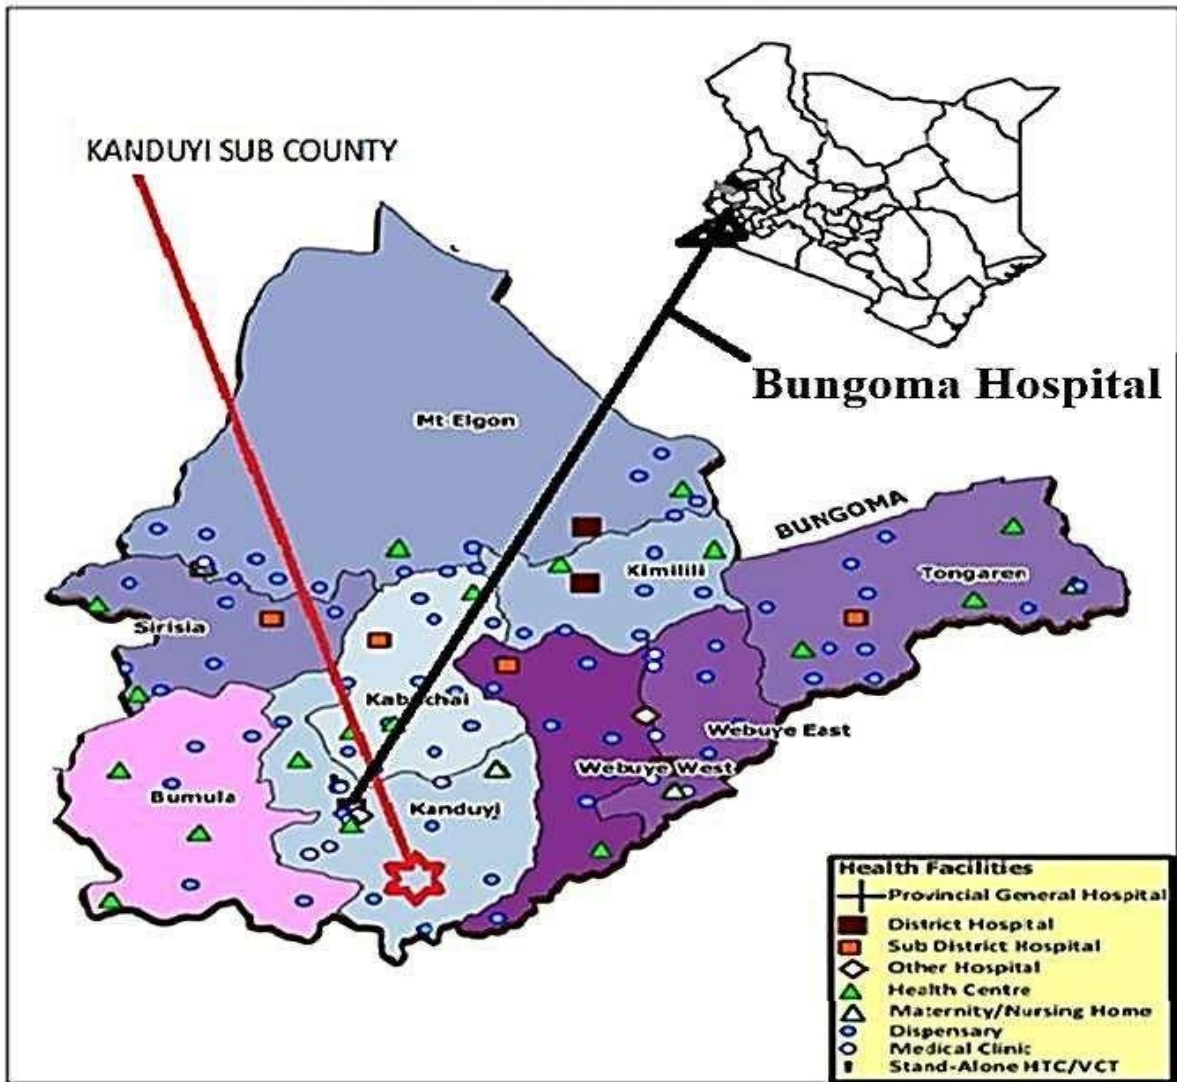 KANDUYI SUB COUNTY
Bungoma Hospital
Mt Elgon
BUNGOMA
Kimilili
Tongaren
Sirisia
Kabuchai
Webuye East
Webuye West
Bumula
Kanduyi
Health Facilities
Provincial General Hospital
District Hospital
Sub District Hospital
Other Hospital
Health Centre
Maternity/Nursing Home
Dispensary
Medical Clinic
Stand-Alone HTC/VCT